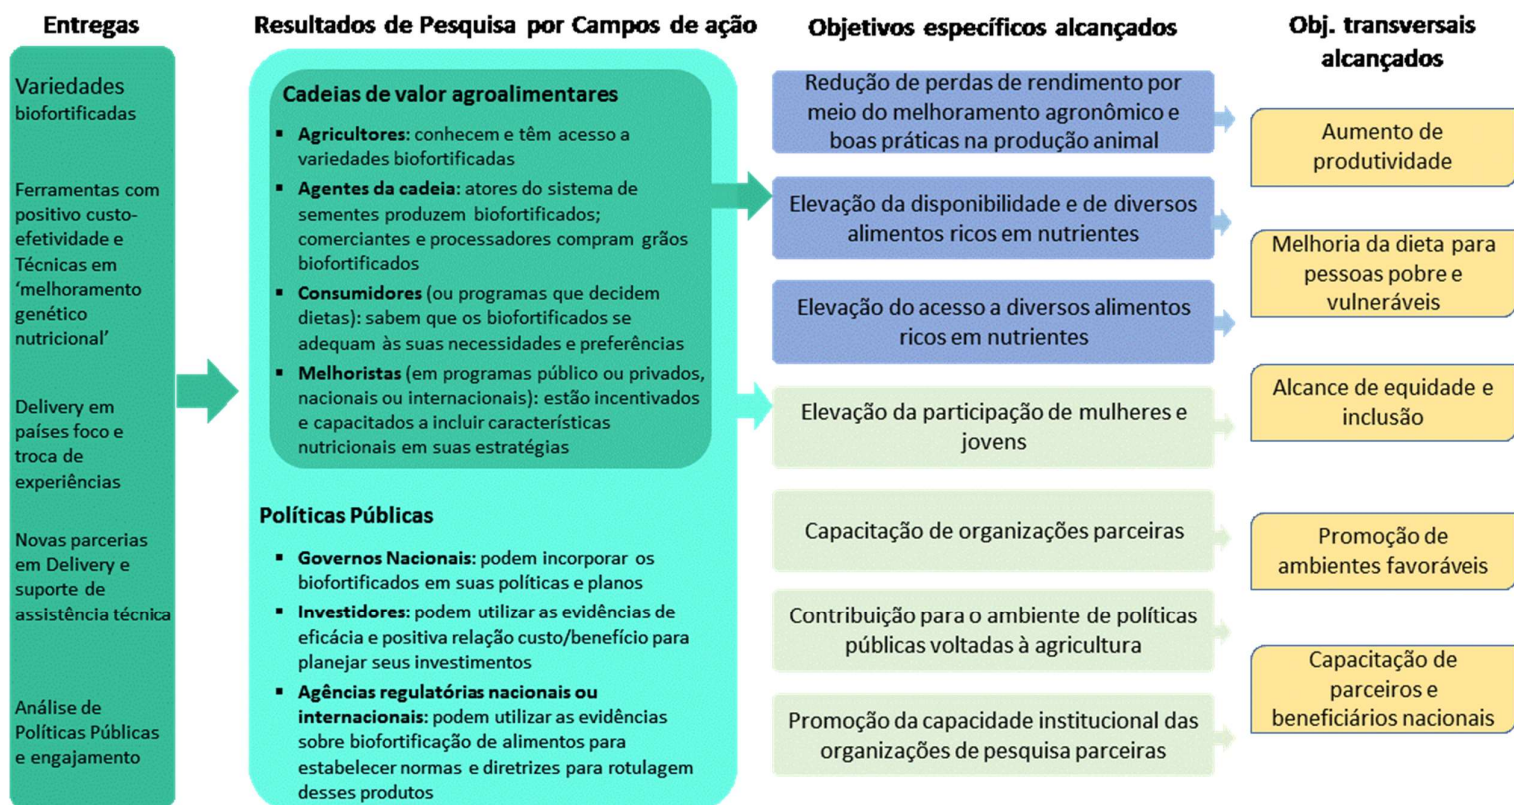 Entregas
Variedades
biofortificadas
Ferramentas com
positivo custo-
efetividade e
Técnicas em
‘melhoramento
genético
nutricional’
Delivery em
países foco e
troca de
experiências
Novas parcerias
em Delivery e
suporte de
assistência técnica
Análise de
Políticas Públicas
e engajamento
Resultados de Pesquisa por Campos de ação
Cadeias de valor agroalimentares
▪ Agricultores: conhecem e têm acesso a
variedades biofortificadas
▪ Agentes da cadeia: atores do sistema de
sementes produzem biofortificados;
comerciantes e processadores compram grãos
biofortificados
▪ Consumidores (ou programas que decidem
dietas): sabem que os biofortificados se
adequam às suas necessidades e preferências
▪ Melhoristas (em programas público ou privados,
nacionais ou internacionais): estão incentivados
e capacitados a incluir características
nutricionais em suas estratégias
Políticas Públicas
▪ Governos Nacionais: podem incorporar os
biofortificados em suas políticas e planos
▪ Investidores: podem utilizar as evidências de
eficácia e positiva relação custo/benefício para
planejar seus investimentos
▪ Agências regulatórias nacionais ou
internacionais: podem utilizar as evidências
sobre biofortificação de alimentos para
estabelecer normas e diretrizes para rotulagem
desses produtos
Objetivos específicos alcançados
Redução de perdas de rendimento por
meio do melhoramento agronômico e
boas práticas na produção animal
Elevação da disponibilidade e de diversos
alimentos ricos em nutrientes
Elevação do acesso a diversos alimentos
ricos em nutrientes
Elevação da participação de mulheres e
jovens
Capacitação de organizações parceiras
Contribuição para o ambiente de políticas
públicas voltadas à agricultura
Promoção da capacidade institucional das
organizações de pesquisa parceiras
Obj. transversais
alcançados
Aumento de
produtividade
Melhoria da dieta para
pessoas pobre e
vulneráveis
Alcance de equidade e
inclusão
Promoção de
ambientes favoráveis
Capacitação de
parceiros e
beneficiários nacionais